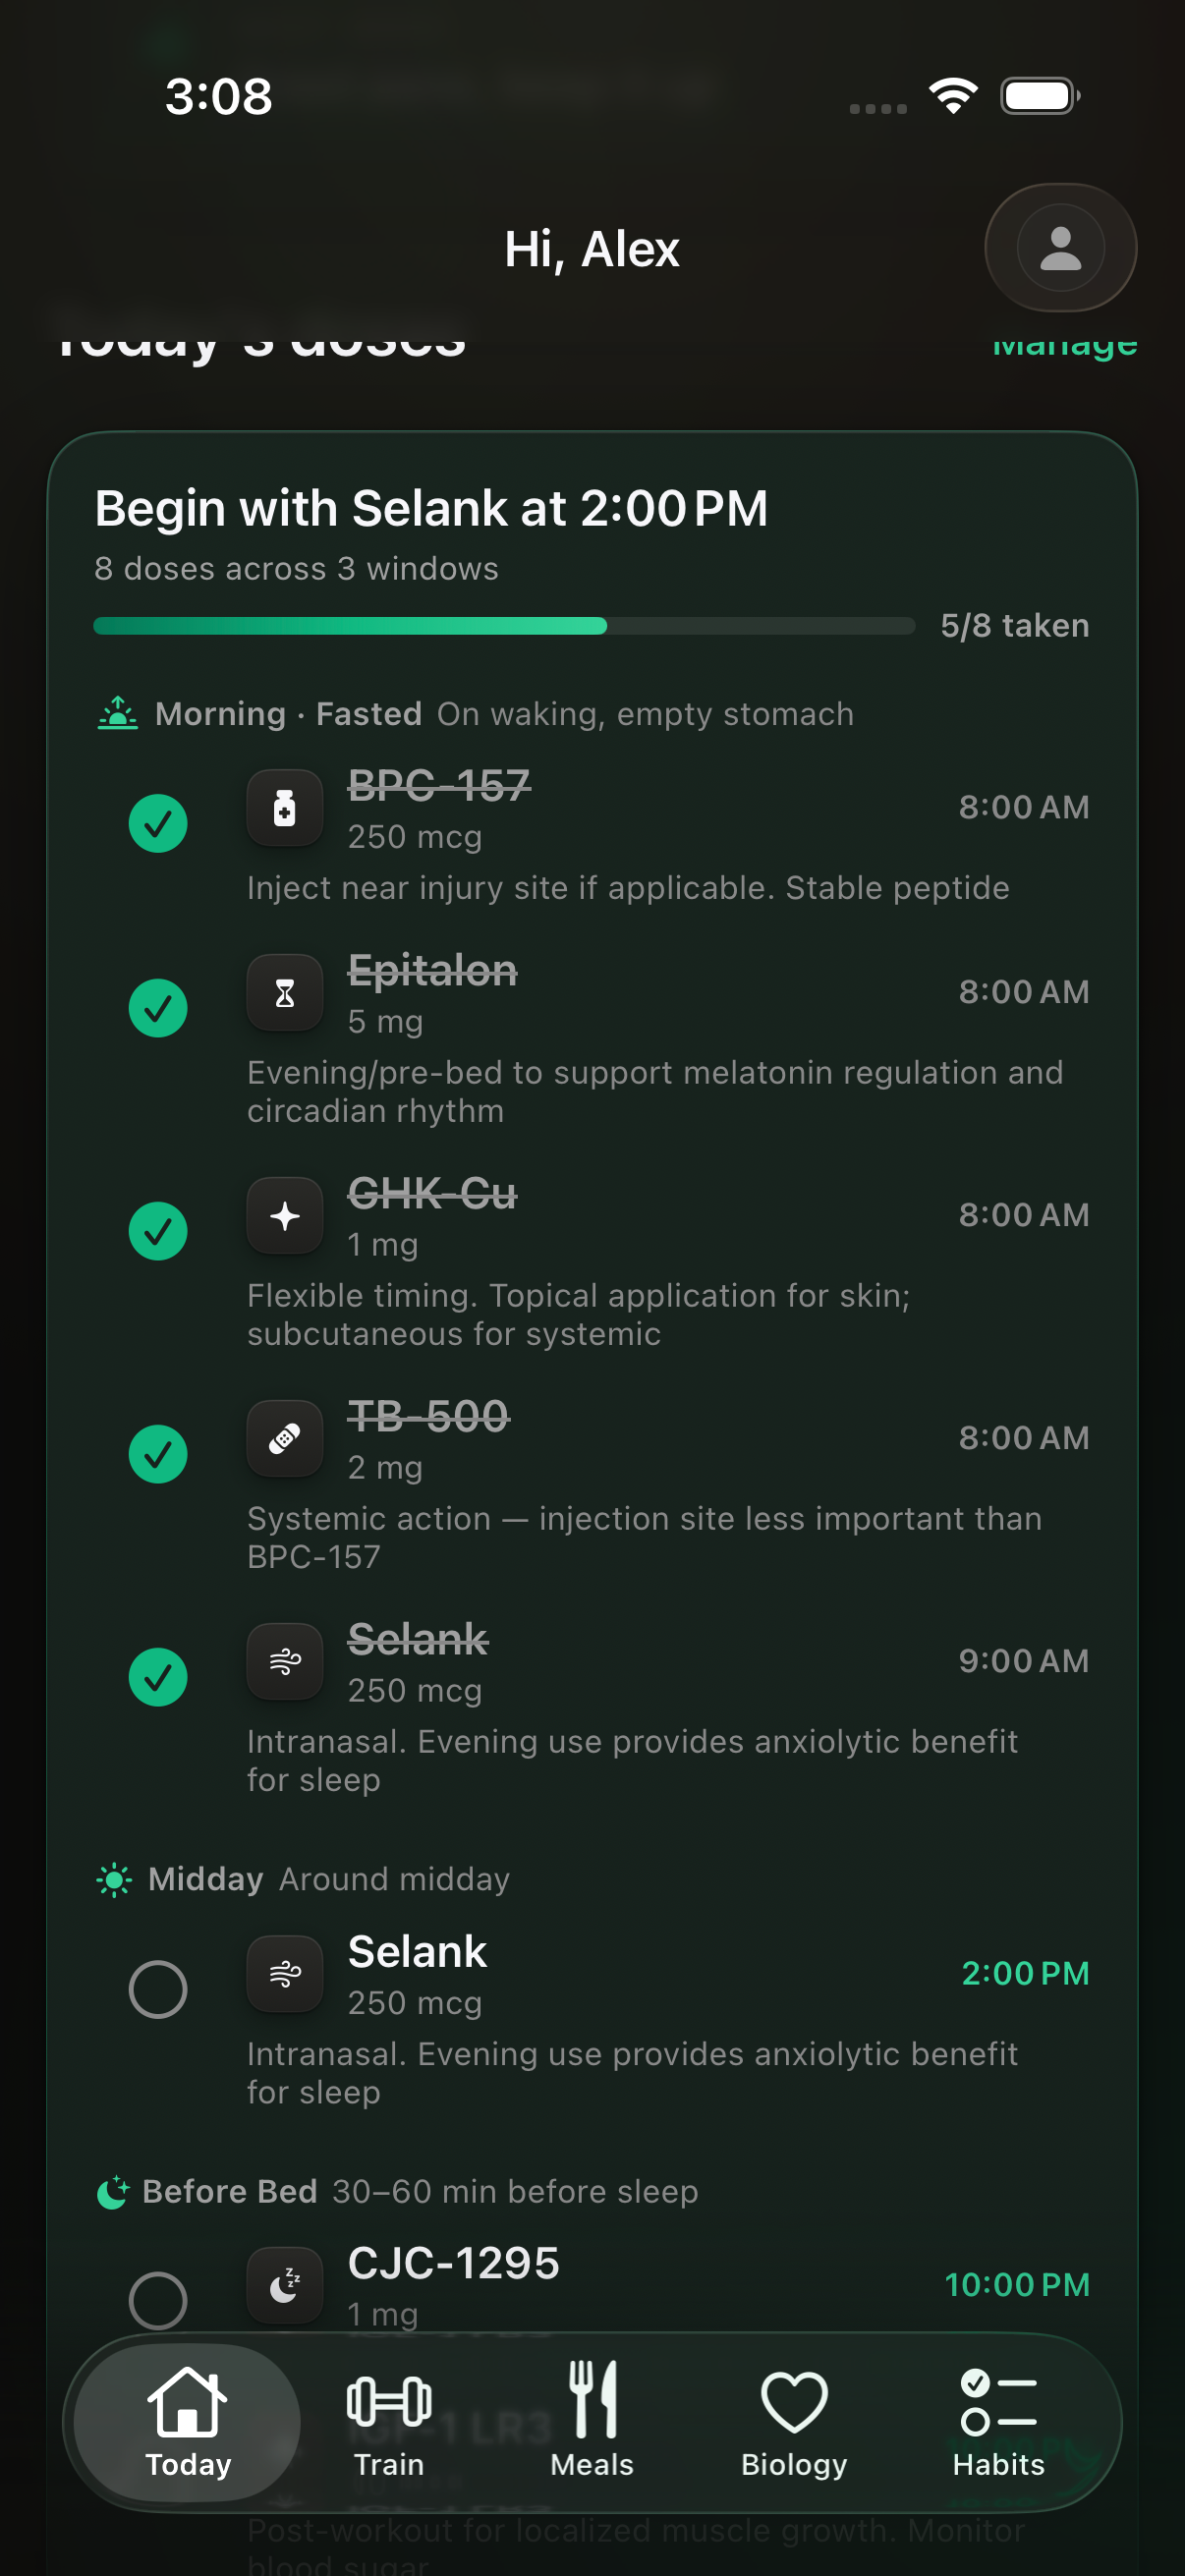 3:08
Hi, Alex
Today's doses
Manage
Begin with Selank at 2:00 PM
8 doses across 3 windows
5/8 taken
Morning · Fasted On waking, empty stomach
BPC-157
8:00 AM
250 mcg
Inject near injury site if applicable. Stable peptide
Epitalon
8:00 AM
5 mg
Evening/pre-bed to support melatonin regulation and
circadian rhythm
GHK-Cu
8:00 AM
1 mg
Flexible timing. Topical application for skin;
subcutaneous for systemic
TB-500
8:00 AM
2 mg
Systemic action — injection site less important than
BPC-157
Selank
9:00 AM
250 mcg
Intranasal. Evening use provides anxiolytic benefit
for sleep
Midday Around midday
Selank
2:00 PM
250 mcg
Intranasal. Evening use provides anxiolytic benefit
for sleep
Before Bed 30–60 min before sleep
CJC-1295
10:00 PM
1 mg
IGF-1 LR3
Today
Train
Meals
Biology
Habits
Post-workout for localized muscle growth. Monitor
blood sugar